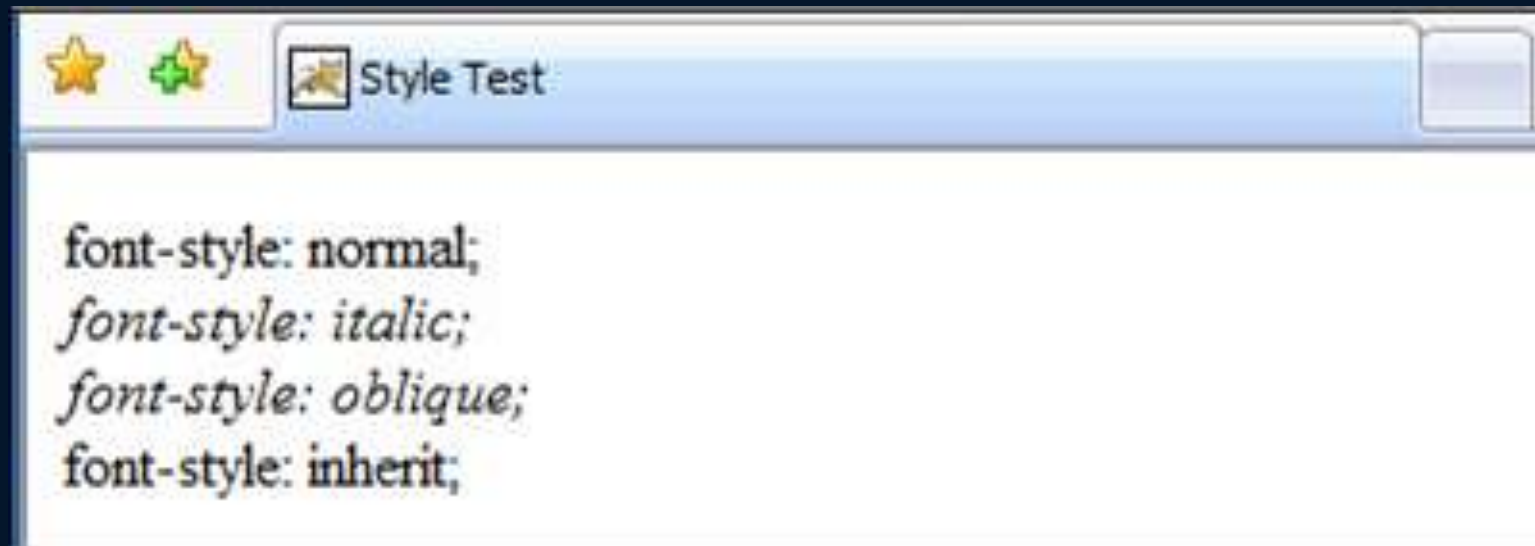 Style Test
font-style: normal;
font-style: italic;
font-style: oblique;
font-style: inherit;